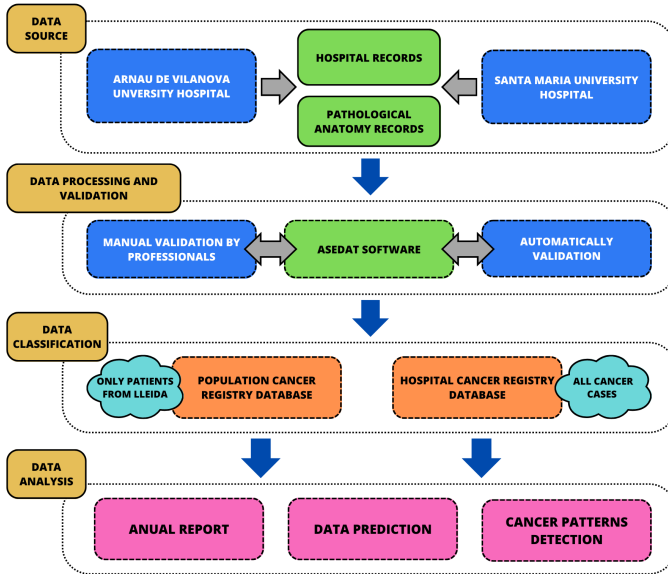 DATA
SOURCE
ARNAU DE VILANOVA
UNVERSITY HOSPITAL
HOSPITAL RECORDS
PATHOLOGICAL
ANATOMY RECORDS
SANTA MARIA UNIVERSITY
HOSPITAL
DATA PROCESSING AND
VALIDATION
MANUAL VALIDATION BY
PROFESSIONALS
ASEDAT SOFTWARE
AUTOMATICALLY
VALIDATION
DATA
CLASSIFICATION
ONLY PATIENTS
FROM LLEIDA
POPULATION CANCER
REGISTRY DATABASE
HOSPITAL CANCER REGISTRY
DATABASE
ALL CANCER
CASES
DATA
ANALYSIS
ANUAL REPORT
DATA PREDICTION
CANCER PATTERNS
DETECTION